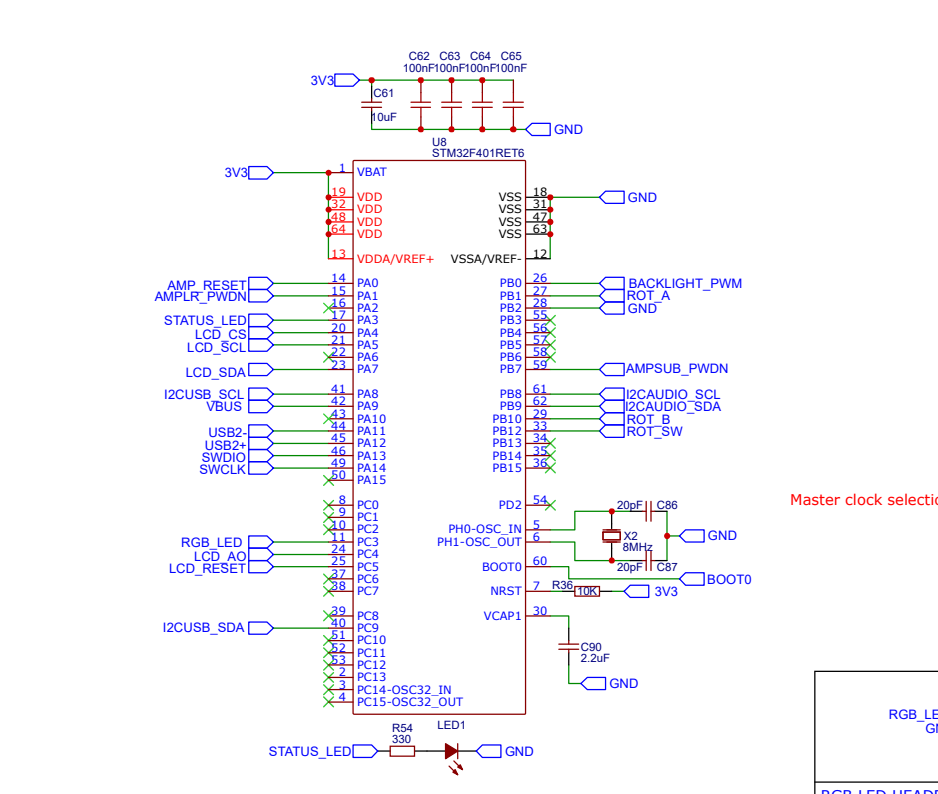 C62 C63 C64 C65
100nF 100nF 100nF 100nF
3V3
C61
10uF
GND
U8
STM32F401RET6
3V3 1 VBAT
19 VDD VSS 18 GND
32 VDD VSS 31
48 VDD VSS 47
64 VDD VSS 63
13 VDDA/VREF+ VSSA/VREF- 12
AMP_RESET 14 PA0 PB0 26 BACKLIGHT_PWM
AMPLR_PWDN 15 PA1 PB1 27 ROT_A
16 PA2 PB2 28 GND
STATUS_LED 17 PA3 PB3 55
LCD_CS 20 PA4 PB4 56
LCD_SCL 21 PA5 PB5 57
22 PA6 PB6 58
LCD_SDA 23 PA7 PB7 59 AMPSUB_PWDN
I2CUSB_SCL 41 PA8 PB8 61 I2CAUDIO_SCL
VBUS 42 PA9 PB9 62 I2CAUDIO_SDA
43 PA10 PB10 29 ROT_B
USB2- 44 PA11 PB12 33 ROT_SW
USB2+ 45 PA12 PB13 34
SWDIO 46 PA13 PB14 35
SWCLK 49 PA14 PB15 36
50 PA15
Master clock selectio
8 PC0 PD2 54
20pF C86
9 PC1
10 PC2 PH0-OSC_IN 5
RGB_LED 11 PC3 PH1-OSC_OUT 6
X2
8MHz
GND
LCD_AO 24 PC4
20pF C87
LCD_RESET 25 PC5 BOOT0 60
37 PC6 BOOT0
38 PC7 NRST 7 R36 10K 3V3
39 PC8 VCAP1 30
I2CUSB_SDA 40 PC9
51 PC10
52 PC11
C90
2.2uF
53 PC12
2 PC13
GND
3 PC14-OSC32_IN
4 PC15-OSC32_OUT
RGB_LE
LED1
R54
330
STATUS_LED GND